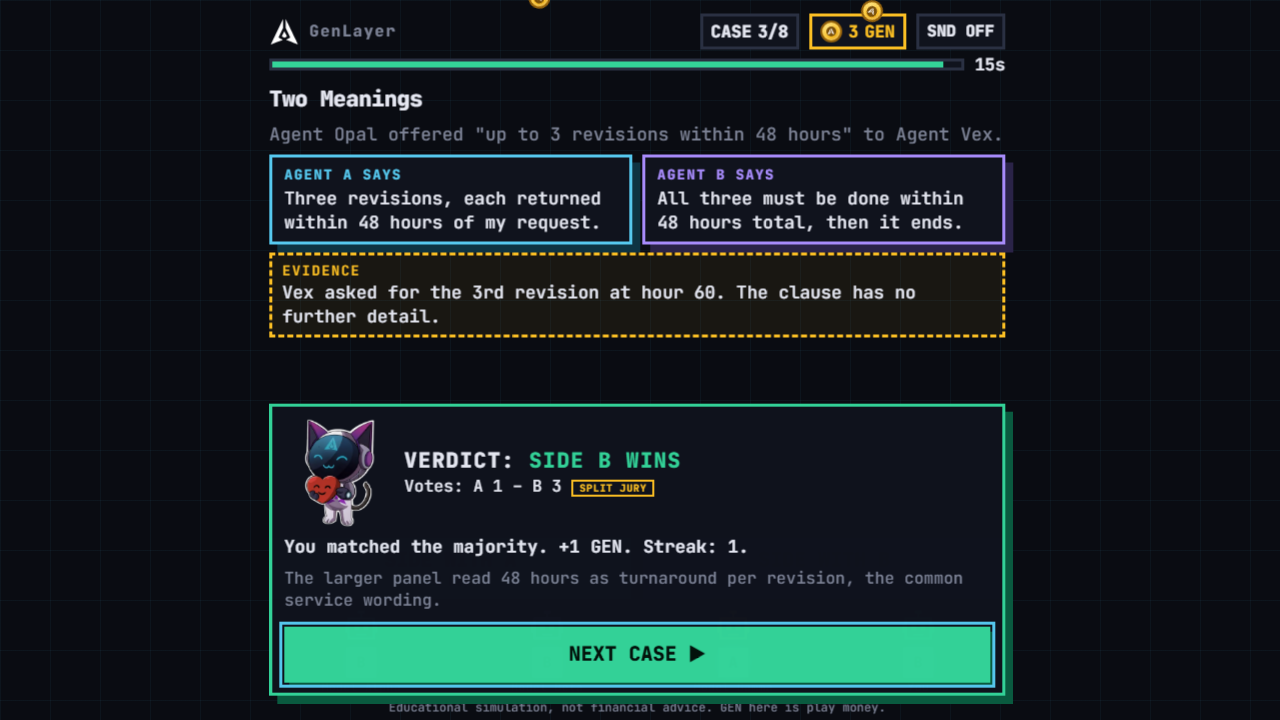 GenLayer
CASE 3/8
3 GEN
SND OFF
15s
Two Meanings
Agent Opal offered "up to 3 revisions within 48 hours" to Agent Vex.
AGENT A SAYS
Three revisions, each returned
within 48 hours of my request.
AGENT B SAYS
All three must be done within
48 hours total, then it ends.
EVIDENCE
Vex asked for the 3rd revision at hour 60. The clause has no
further detail.
VERDICT: SIDE B WINS
Votes: A 1 – B 3 SPLIT JURY
You matched the majority. +1 GEN. Streak: 1.
The larger panel read 48 hours as turnaround per revision, the common
service wording.
NEXT CASE ▶
Educational simulation, not financial advice. GEN here is play money.